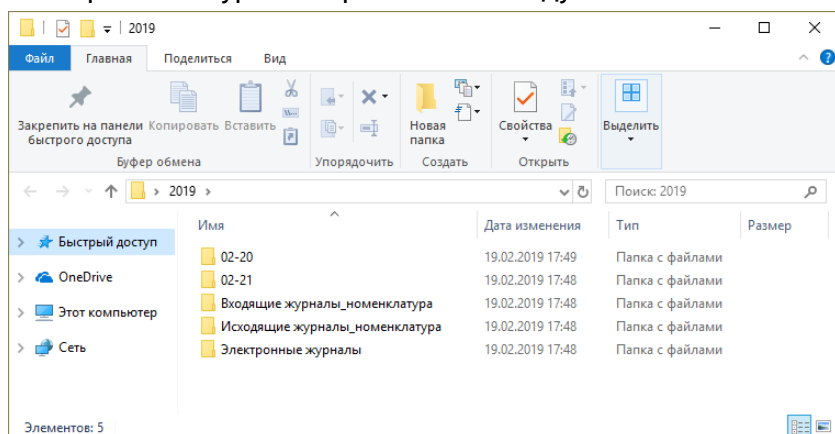 2019
Файл Главная Поделиться Вид
Закрепить на панели быстрого доступа
Копировать
Вставить
Буфер обмена
Упорядочить
Новая папка
Создать
Свойства
Открыть
Выделить
2019
Поиск: 2019
Быстрый доступ
OneDrive
Этот компьютер
Сеть
Имя Дата изменения Тип Размер
02-20 19.02.2019 17:49 Папка с файлами
02-21 19.02.2019 17:48 Папка с файлами
Входящие журналы_номенклатура 19.02.2019 17:48 Папка с файлами
Исходящие журналы_номенклатура 19.02.2019 17:48 Папка с файлами
Электронные журналы 19.02.2019 17:48 Папка с файлами
Элементов: 5